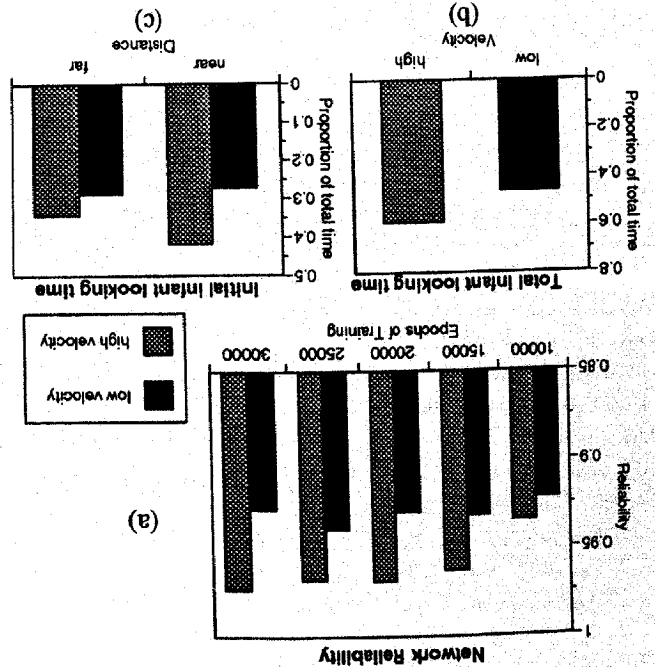 Network Reliability
1
0.95
0.9
0.85
Reliability
10000 15000 20000 25000 30000
Epochs of Training
(a)
low velocity
high velocity
Total infant looking time
0.8
0.6
0.4
0.2
0
Proportion of total time
low high
Velocity
(b)
Initial infant looking time
0.5
0.4
0.3
0.2
0.1
0
Proportion of total time
near far
Distance
(c)